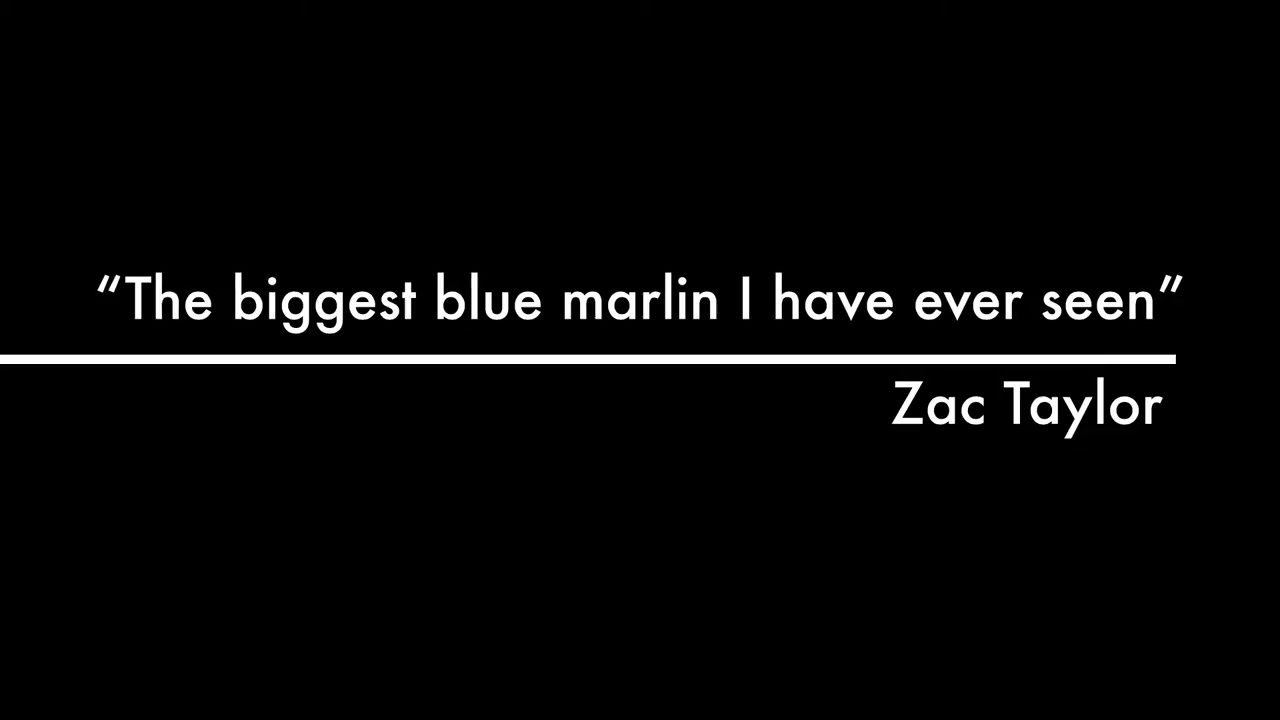 “The biggest blue marlin I have ever seen”
Zac Taylor